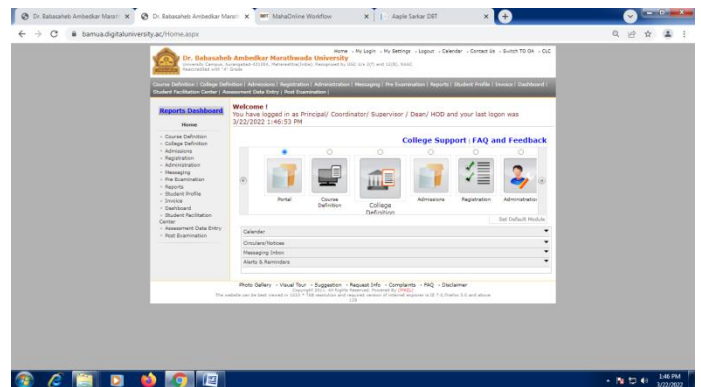 Dr. Babasaheb Ambedkar Marath
Dr. Babasaheb Ambedkar Marath
MahaOnline Workflow
Aaple Sarkar DBT
bamua.digitaluniversity.ac/Home.aspx
Home My Login My Settings Logout Calender Contact Us Switch TO OA CLC
Dr. Babasaheb Ambedkar Marathwada University
Course Definition | College Definition | Admissions | Registration | Administration | Messaging | Pre Examination | Reports | Student Profile | Invoice | Dashboard |
Student Facilitation Center | Assessment Data Entry | Post Examination |
Reports Dashboard
Home
Course Definition
College Definition
Admissions
Registration
Administration
Messaging
Pre Examination
Reports
Student Profile
Invoice
Dashboard
Student Facilitation
Center
Assessment Data Entry
Post Examination
Welcome !
You have logged in as Principal/ Coordinator/ Supervisor / Dean/ HOD and your last logon was
3/22/2022 1:46:53 PM
College Support | FAQ and Feedback
Portal
Course
Definition
College
Definition
Admissions
Registration
Administration
Set Default Module
Calender
Circulars/Notices
Messaging Inbox
Alerts & Reminders
Photo Gallery - Visual Tour - Suggestion - Request Info - Complaints - FAQ - Disclaimer
1:46 PM
3/22/2022